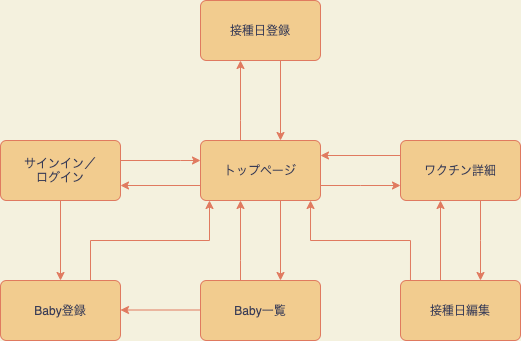 接種日登録
サインイン／
ログイン
トップページ
ワクチン詳細
Baby登録
Baby一覧
接種日編集